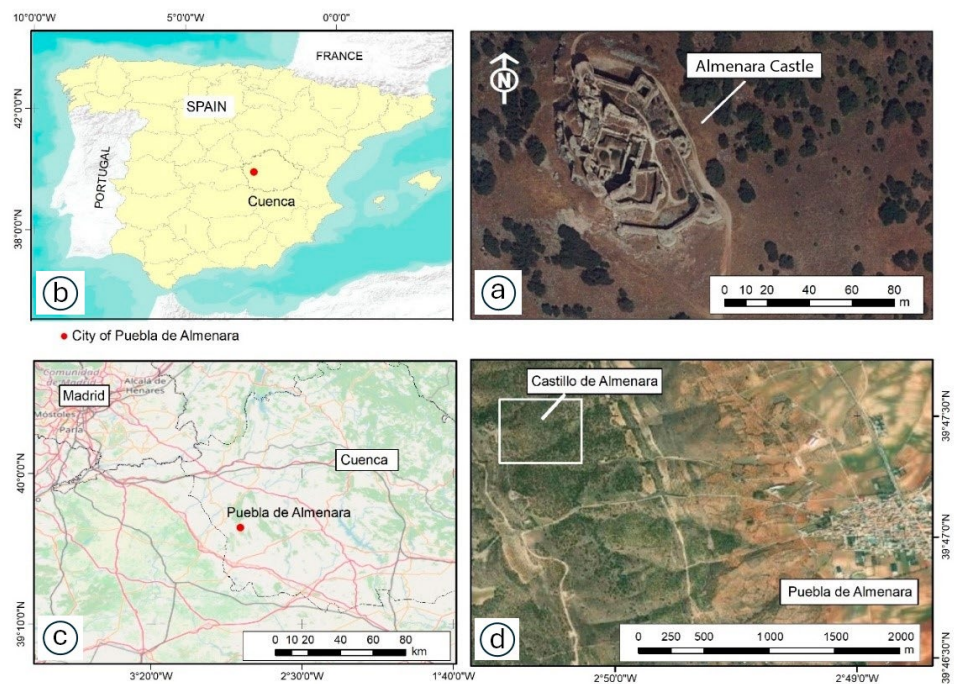 10°0'0"W
5°0'0"W
0°0'0"
FRANCE
SPAIN
PORTUGAL
Cuenca
42°0'0"N
38°0'0"N
b
City of Puebla de Almenara
N
Almenara Castle
a
0 10 20 40 60 80
m
Comunidad
de Madrid
Alcalá de
Henares
Madrid
Móstoles
Parla
Cuenca
Puebla de Almenara
40°0'0"N
39°10'0"N
c
0 10 20 40 60 80
km
3°20'0"W
2°30'0"W
1°40'0"W
Castillo de Almenara
Puebla de Almenara
d
0 250 500 1000 1500 2000
m
39°47'30"N
39°47'0"N
39°46'30"N
2°50'0"W
2°49'0"W